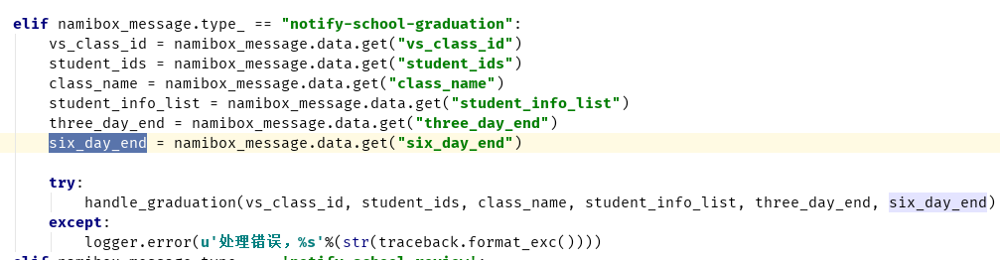 elif namibox_message.type_ == "notify-school-graduation":
vs_class_id = namibox_message.data.get("vs_class_id")
student_ids = namibox_message.data.get("student_ids")
class_name = namibox_message.data.get("class_name")
student_info_list = namibox_message.data.get("student_info_list")
three_day_end = namibox_message.data.get("three_day_end")
six_day_end = namibox_message.data.get("six_day_end")
try:
handle_graduation(vs_class_id, student_ids, class_name, student_info_list, three_day_end, six_day_end)
except:
logger.error(u'处理错误，%s'%(str(traceback.format_exc())))
elif namibox_message.type_ == 'notify-school-review':